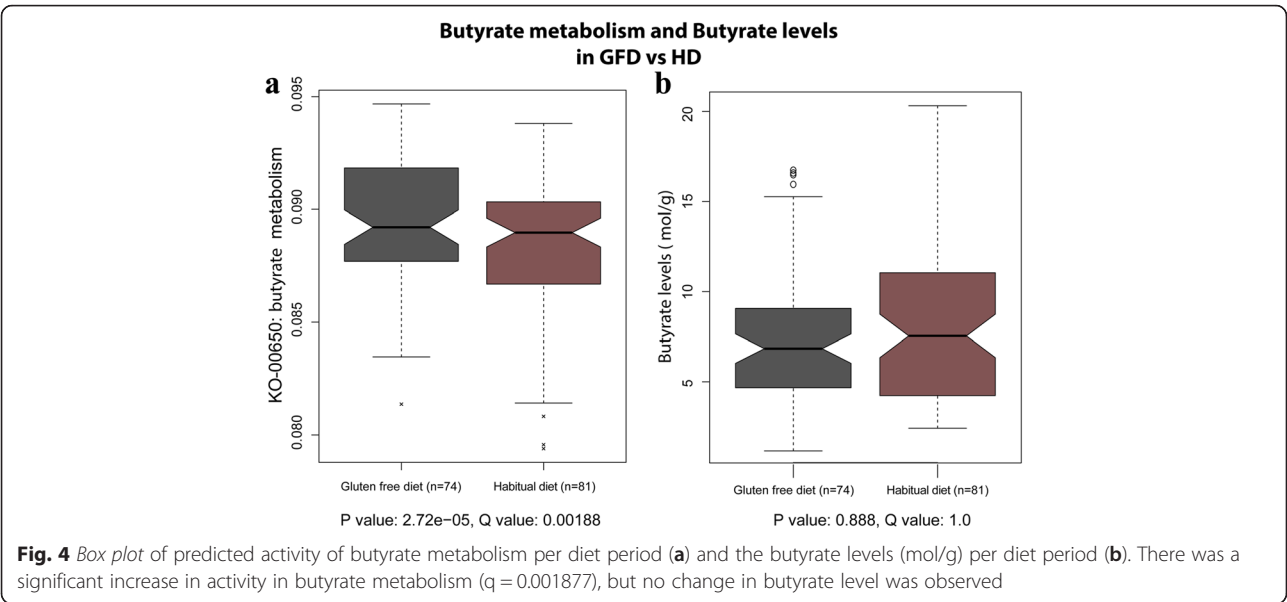 Butyrate metabolism and Butyrate levels
in GFD vs HD
a
KO-00650: butyrate metabolism
0.095
0.090
0.085
0.080
Gluten free diet (n=74)
Habitual diet (n=81)
P value: 2.72e−05, Q value: 0.00188
b
Butyrate levels ( mol/g)
20
15
10
5
Gluten free diet (n=74)
Habitual diet (n=81)
P value: 0.888, Q value: 1.0
Fig. 4 Box plot of predicted activity of butyrate metabolism per diet period (a) and the butyrate levels (mol/g) per diet period (b). There was a
significant increase in activity in butyrate metabolism (q = 0.001877), but no change in butyrate level was observed